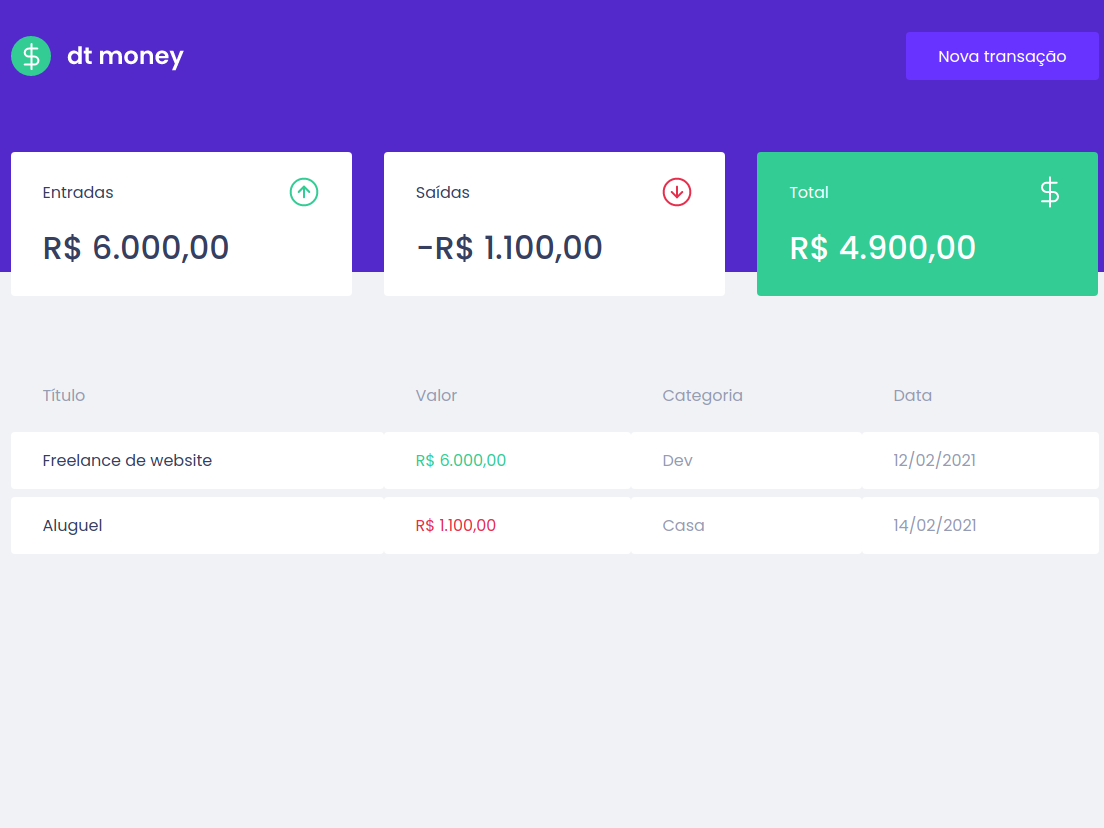 dt money
Nova transação
Entradas
R$ 6.000,00
Saídas
-R$ 1.100,00
Total
R$ 4.900,00
Título Valor Categoria Data
Freelance de website R$ 6.000,00 Dev 12/02/2021
Aluguel R$ 1.100,00 Casa 14/02/2021